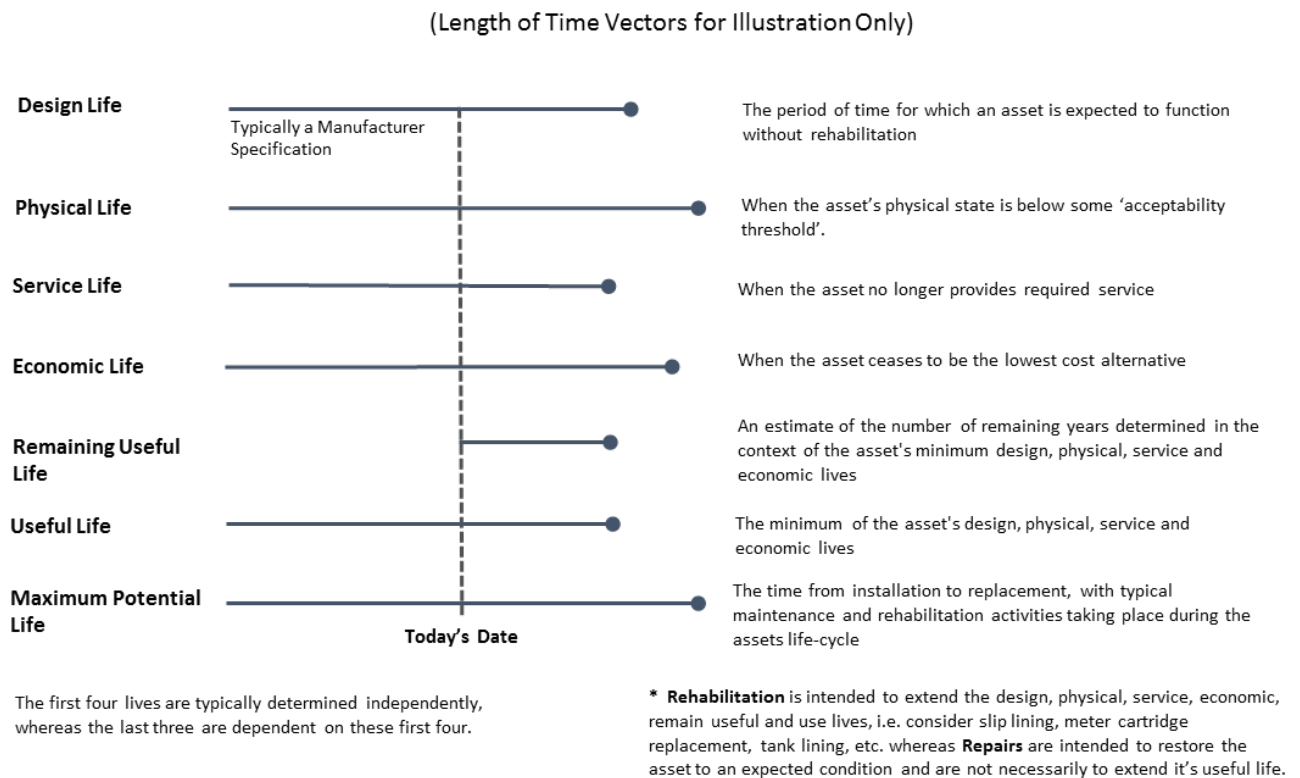 (Length of Time Vectors for Illustration Only)
Design Life
Typically a Manufacturer
Specification
The period of time for which an asset is expected to function
without rehabilitation
Physical Life
When the asset's physical state is below some ‘acceptability
threshold’.
Service Life
When the asset no longer provides required service
Economic Life
When the asset ceases to be the lowest cost alternative
Remaining Useful
Life
An estimate of the number of remaining years determined in the
context of the asset's minimum design, physical, service and
economic lives
Useful Life
The minimum of the asset's design, physical, service and
economic lives
Maximum Potential
Life
The time from installation to replacement, with typical
maintenance and rehabilitation activities taking place during the
assets life-cycle
Today's Date
The first four lives are typically determined independently,
whereas the last three are dependent on these first four.
* Rehabilitation is intended to extend the design, physical, service, economic,
remain useful and use lives, i.e. consider slip lining, meter cartridge
replacement, tank lining, etc. whereas Repairs are intended to restore the
asset to an expected condition and are not necessarily to extend it's useful life.